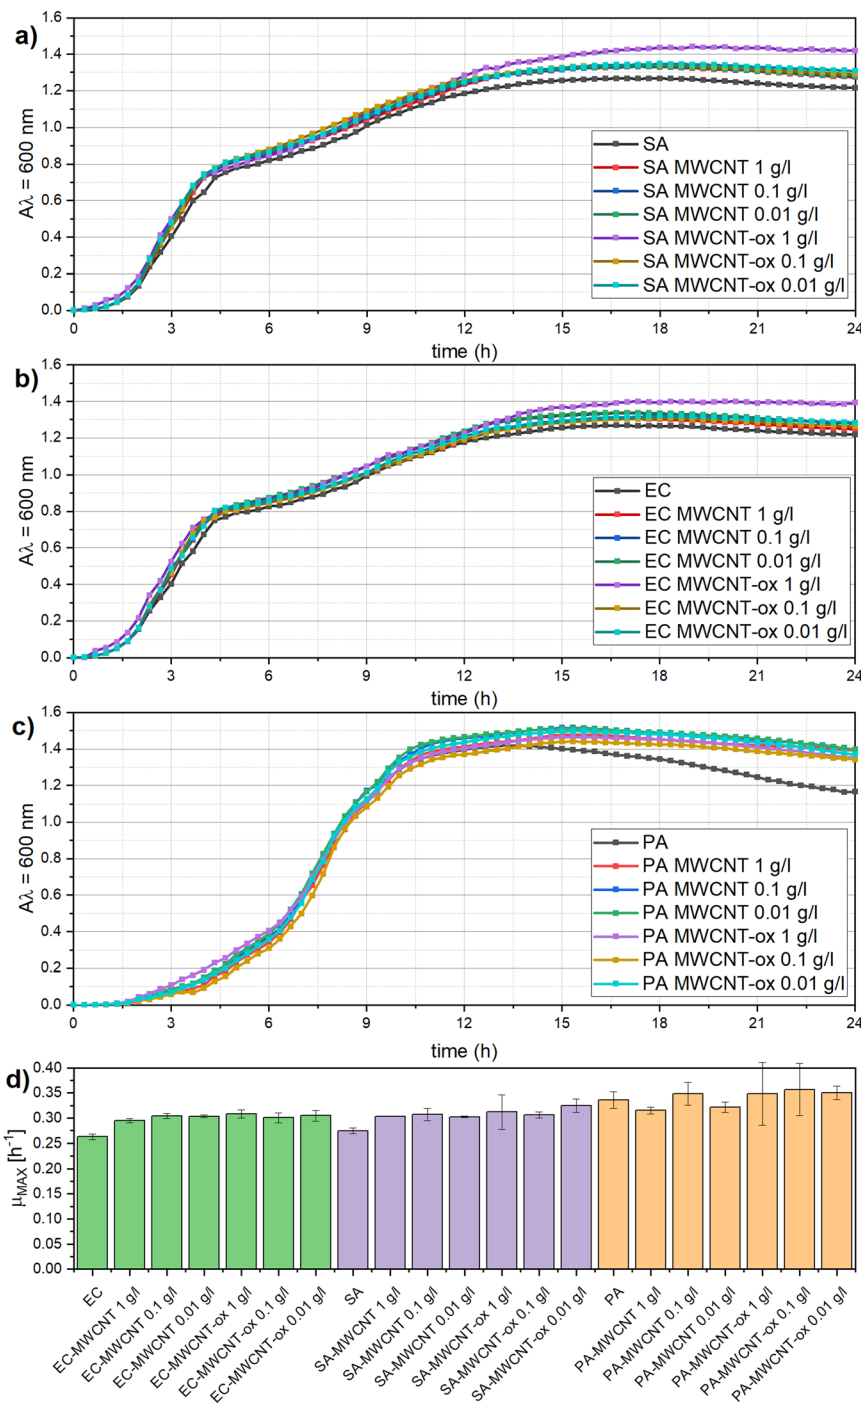 a)
1.6
1.4
1.2
1.0
0.8
0.6
0.4
0.2
0.0
Aλ = 600 nm
SA
SA MWCNT 1 g/l
SA MWCNT 0.1 g/l
SA MWCNT 0.01 g/l
SA MWCNT-ox 1 g/l
SA MWCNT-ox 0.1 g/l
SA MWCNT-ox 0.01 g/l
0 3 6 9 12 15 18 21 24
time (h)
b)
1.6
1.4
1.2
1.0
0.8
0.6
0.4
0.2
0.0
Aλ = 600 nm
EC
EC MWCNT 1 g/l
EC MWCNT 0.1 g/l
EC MWCNT 0.01 g/l
EC MWCNT-ox 1 g/l
EC MWCNT-ox 0.1 g/l
EC MWCNT-ox 0.01 g/l
0 3 6 9 12 15 18 21 24
time (h)
c)
1.6
1.4
1.2
1.0
0.8
0.6
0.4
0.2
0.0
Aλ = 600 nm
PA
PA MWCNT 1 g/l
PA MWCNT 0.1 g/l
PA MWCNT 0.01 g/l
PA MWCNT-ox 1 g/l
PA MWCNT-ox 0.1 g/l
PA MWCNT-ox 0.01 g/l
0 3 6 9 12 15 18 21 24
time (h)
d)
0.40
0.35
0.30
0.25
0.20
0.15
0.10
0.05
0.00
μMAX [h⁻¹]
EC
EC-MWCNT 1 g/l
EC-MWCNT 0.1 g/l
EC-MWCNT 0.01 g/l
EC-MWCNT-ox 1 g/l
EC-MWCNT-ox 0.1 g/l
EC-MWCNT-ox 0.01 g/l
SA
SA-MWCNT 1 g/l
SA-MWCNT 0.1 g/l
SA-MWCNT 0.01 g/l
SA-MWCNT-ox 1 g/l
SA-MWCNT-ox 0.1 g/l
SA-MWCNT-ox 0.01 g/l
PA
PA-MWCNT 1 g/l
PA-MWCNT 0.1 g/l
PA-MWCNT 0.01 g/l
PA-MWCNT-ox 1 g/l
PA-MWCNT-ox 0.1 g/l
PA-MWCNT-ox 0.01 g/l